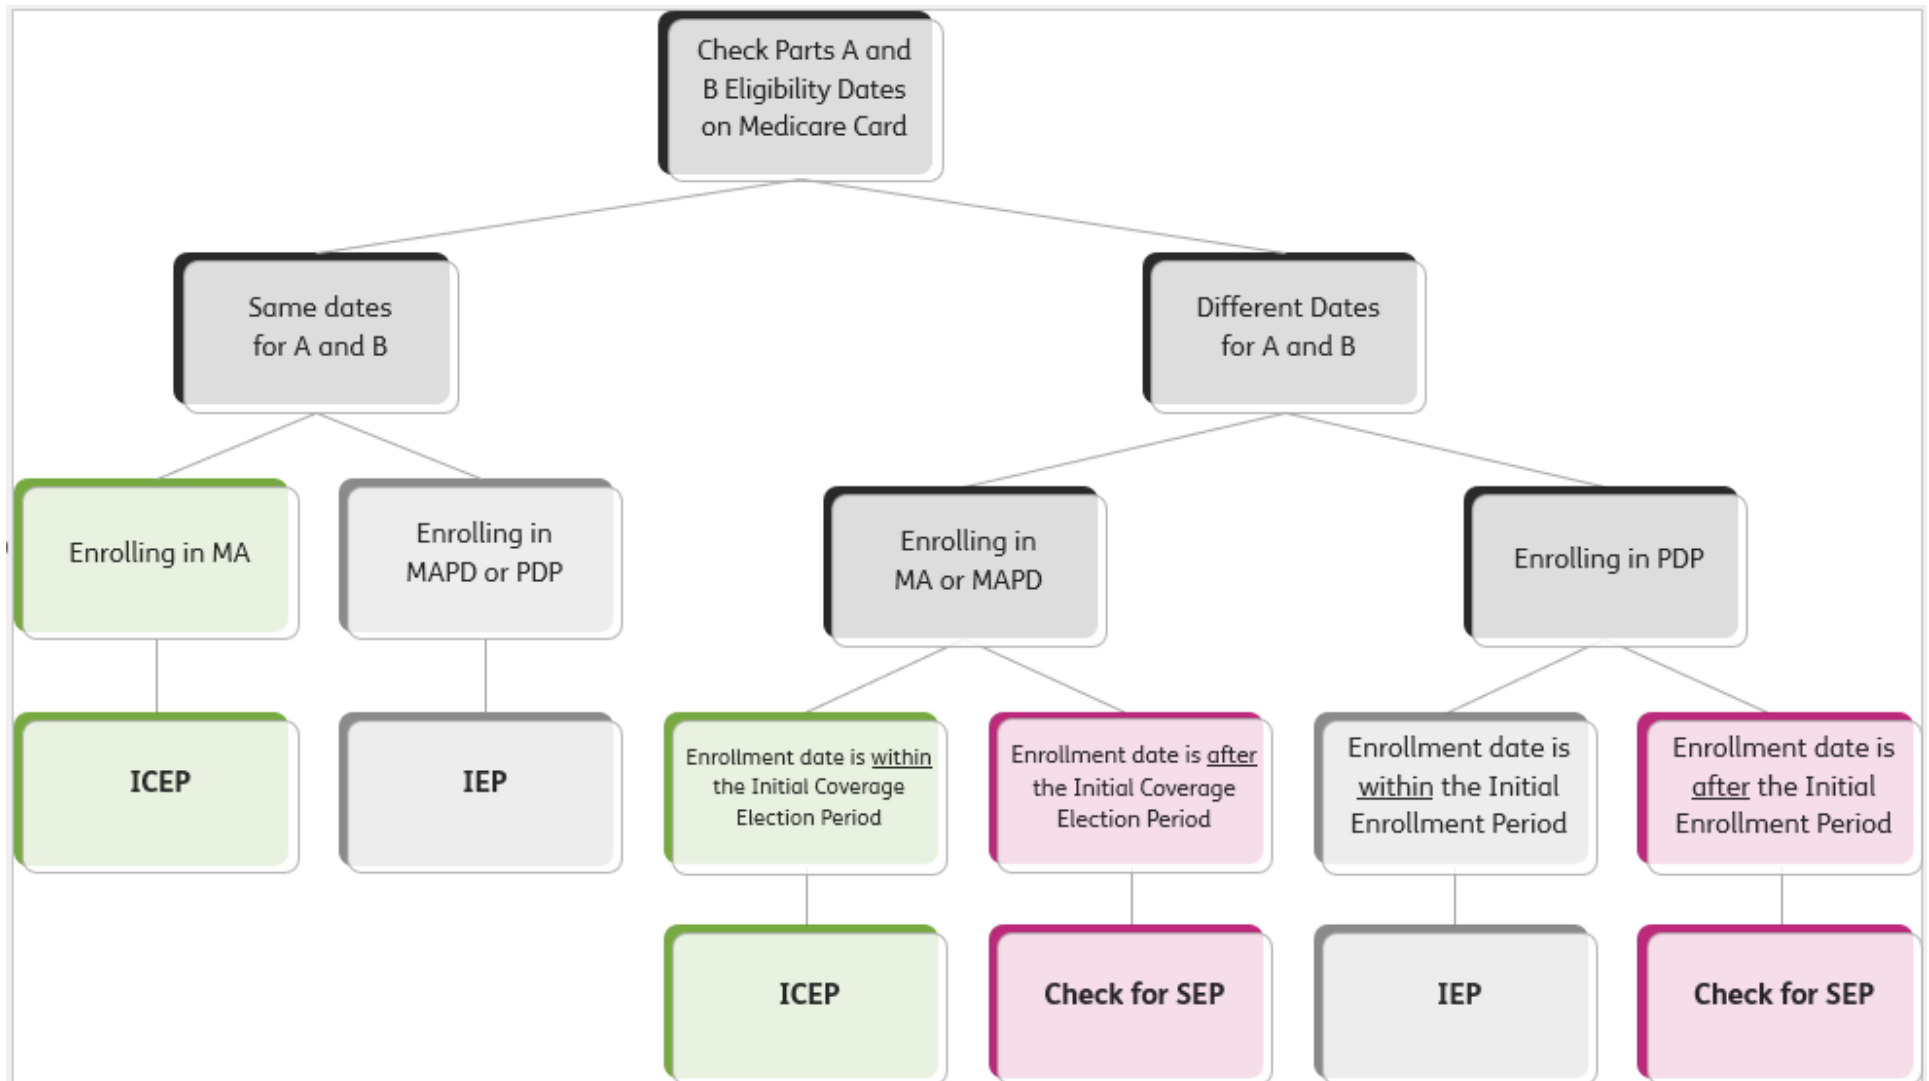 Check Parts A and
B Eligibility Dates
on Medicare Card
Same dates
for A and B
Different Dates
for A and B
Enrolling in MA
Enrolling in
MAPD or PDP
Enrolling in
MA or MAPD
Enrolling in PDP
ICEP
IEP
Enrollment date is within
the Initial Coverage
Election Period
Enrollment date is after
the Initial Coverage
Election Period
Enrollment date is
within the Initial
Enrollment Period
Enrollment date is
after the Initial
Enrollment Period
ICEP
Check for SEP
IEP
Check for SEP